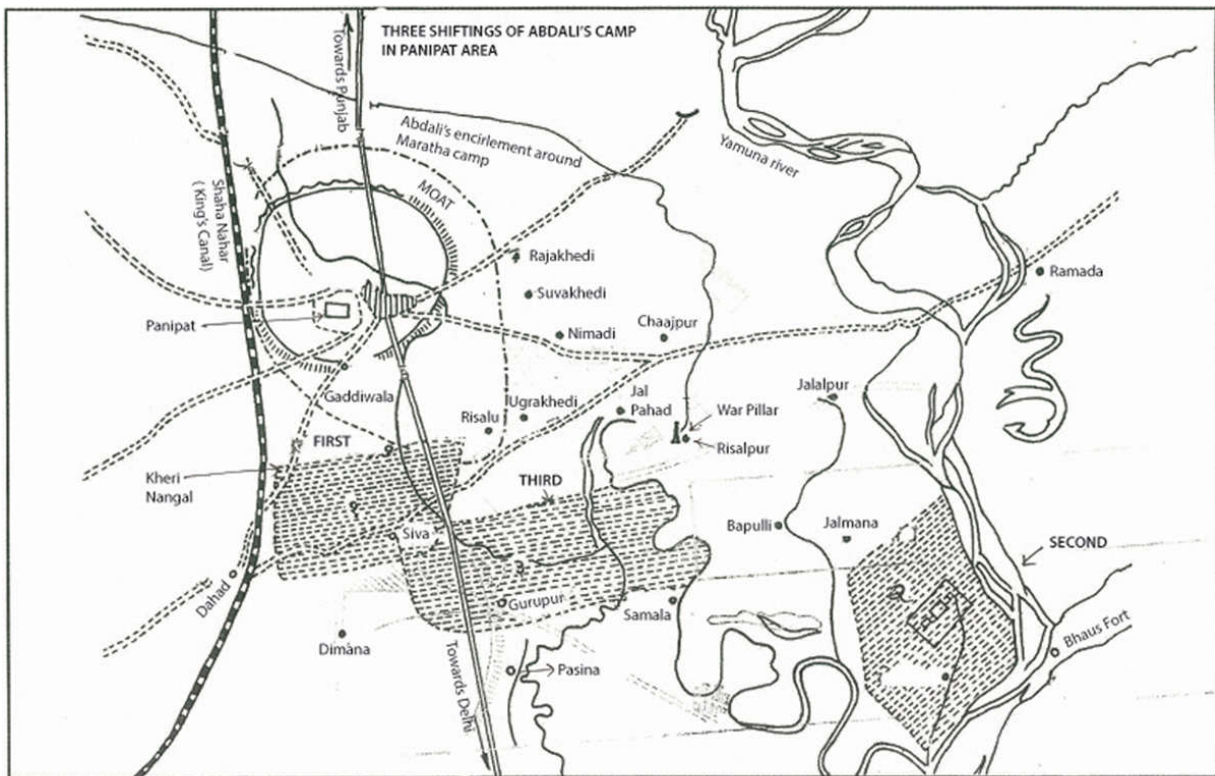 THREE SHIFTINGS OF ABDALI'S CAMP
IN PANIPAT AREA
Towards Punjab
Abdali's encirlement around
Maratha camp
Yamuna river
MOAT
Shaha Nahar
( King's Canal)
Rajakhedi
Ramada
Suvakhedi
Panipat
Nimadi
Chaajpur
Gaddiwala
Jalalpur
Jal
Pahad
Ugrakhedi
Risalu
War Pillar
FIRST
Risalpur
Kheri
Nangal
THIRD
Siva
Bapulli
Jalmana
SECOND
Dahad
3
2
Gurupur
Samala
Bhaus Fort
Dimana
Pasina
Towards Delhi